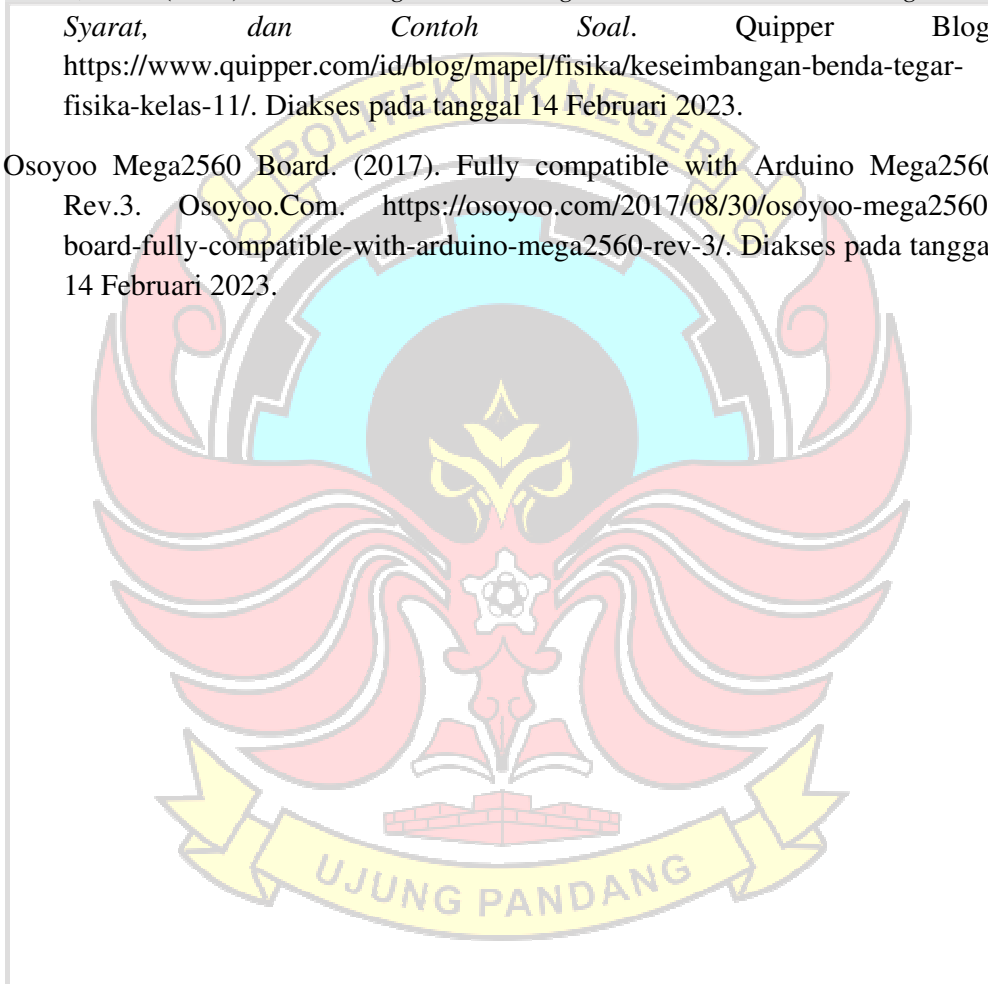 Syarat, dan Contoh Soal. Quipper Blog
https://www.quipper.com/id/blog/mapel/fisika/keseimbangan-benda-tegar-
fisika-kelas-11/. Diakses pada tanggal 14 Februari 2023.
POLITEKNIK NEGERI
Osoyoo Mega2560 Board. (2017). Fully compatible with Arduino Mega2560
Rev.3. Osoyoo.Com. https://osoyoo.com/2017/08/30/osoyoo-mega2560
board-fully-compatible-with-arduino-mega2560-rev-3/. Diakses pada tangga
14 Februari 2023.
UJUNG PANDANG